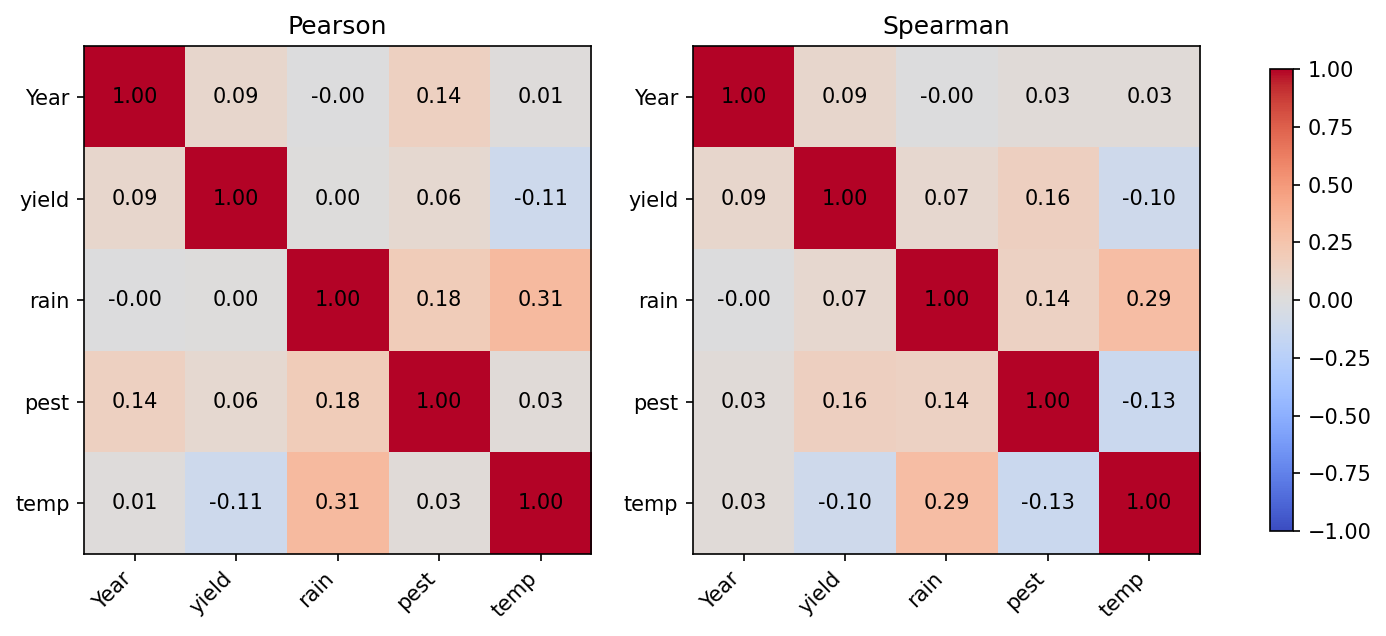 Pearson
Spearman
Year 1.00 0.09 -0.00 0.14 0.01
yield 0.09 1.00 0.00 0.06 -0.11
rain -0.00 0.00 1.00 0.18 0.31
pest 0.14 0.06 0.18 1.00 0.03
temp 0.01 -0.11 0.31 0.03 1.00
Year yield rain pest temp
Year 1.00 0.09 -0.00 0.03 0.03
yield 0.09 1.00 0.07 0.16 -0.10
rain -0.00 0.07 1.00 0.14 0.29
pest 0.03 0.16 0.14 1.00 -0.13
temp 0.03 -0.10 0.29 -0.13 1.00
Year yield rain pest temp
1.00
0.75
0.50
0.25
0.00
−0.25
−0.50
−0.75
−1.00